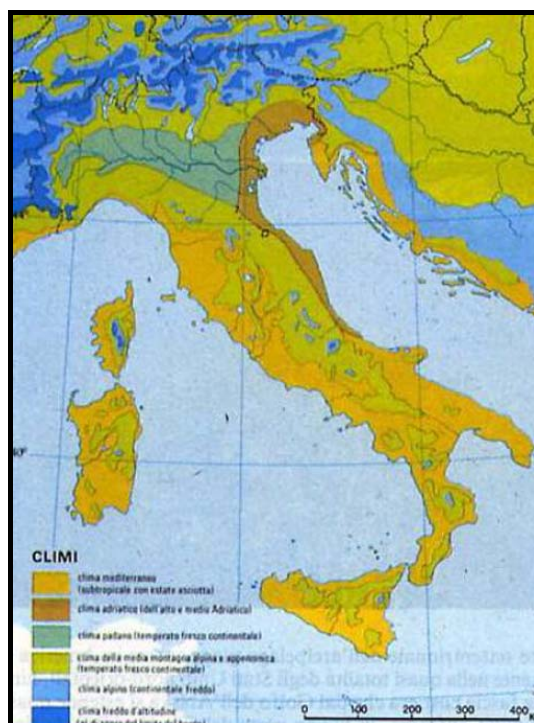 40°
CLIMI
clima mediterraneo
(subtropicale con estate asciutta)
clima adriatico (dell'alto e medio Adriatico)
clima padano (temperato fresco continentale)
clima della media montagna alpina e appenninica
(temperato fresco continentale)
clima alpino (continentale freddo)
clima freddo d'altitudine
0 100 200 300 400